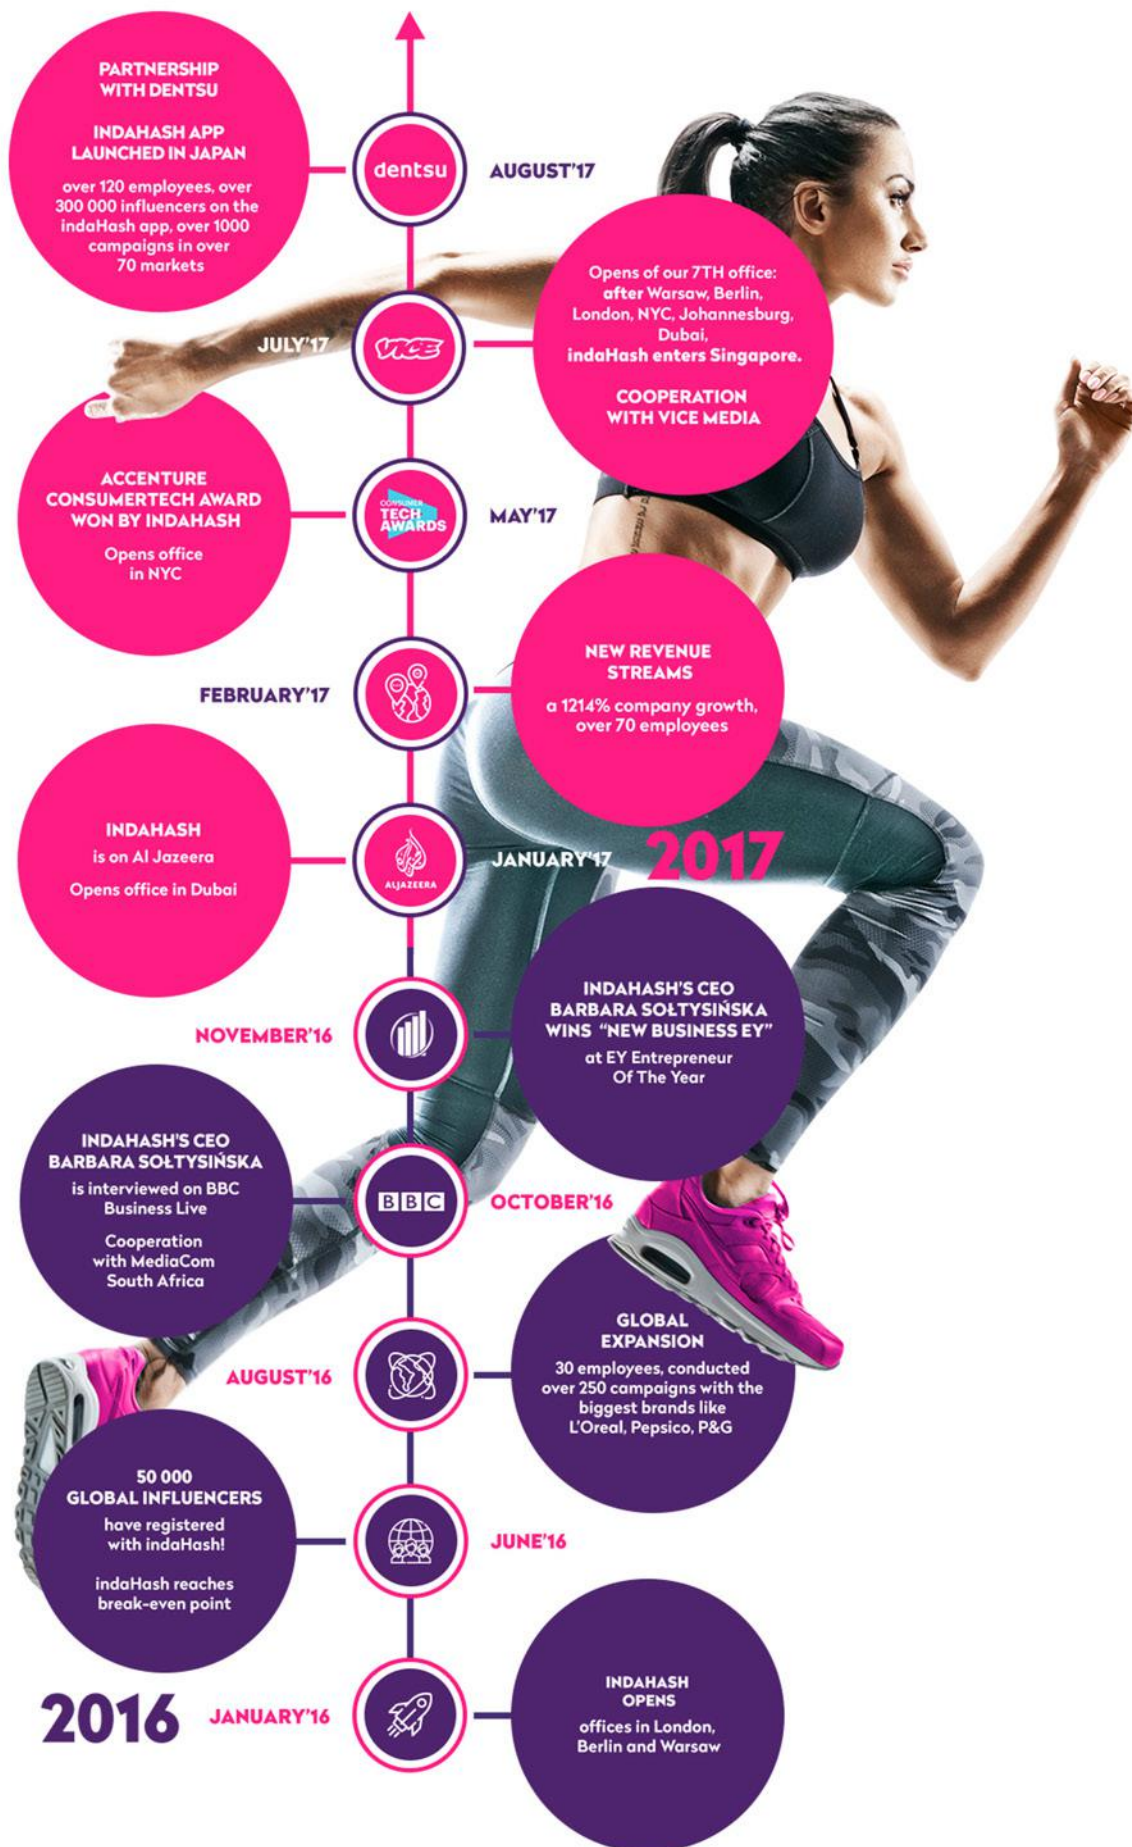 PARTNERSHIP
WITH DENTSU
INDAHASH APP
LAUNCHED IN JAPAN
over 120 employees, over
300 000 influencers on the
indaHash app, over 1000
campaigns in over
70 markets
dentsu
AUGUST'17
Opens of our 7TH office:
after Warsaw, Berlin,
London, NYC, Johannesburg,
Dubai,
indaHash enters Singapore.
COOPERATION
WITH VICE MEDIA
JULY'17
VICE
ACCENTURE
CONSUMERTECH AWARD
WON BY INDAHASH
Opens office
in NYC
CONSUMER
TECH
AWARDS
MAY'17
NEW REVENUE
STREAMS
a 1214% company growth,
over 70 employees
FEBRUARY'17
INDAHASH
is on Al Jazeera
Opens office in Dubai
ALJAZEERA
JANUARY'17
2017
INDAHASH'S CEO
BARBARA SOŁTYSIŃSKA
WINS "NEW BUSINESS EY"
at EY Entrepreneur
Of The Year
NOVEMBER'16
INDAHASH'S CEO
BARBARA SOŁTYSIŃSKA
is interviewed on BBC
Business Live
Cooperation
with MediaCom
South Africa
BBC
OCTOBER'16
GLOBAL
EXPANSION
30 employees, conducted
over 250 campaigns with the
biggest brands like
L'Oreal, Pepsico, P&G
AUGUST'16
50 000
GLOBAL INFLUENCERS
have registered
with indaHash!
indaHash reaches
break-even point
JUNE'16
INDAHASH
OPENS
offices in London,
Berlin and Warsaw
2016
JANUARY'16